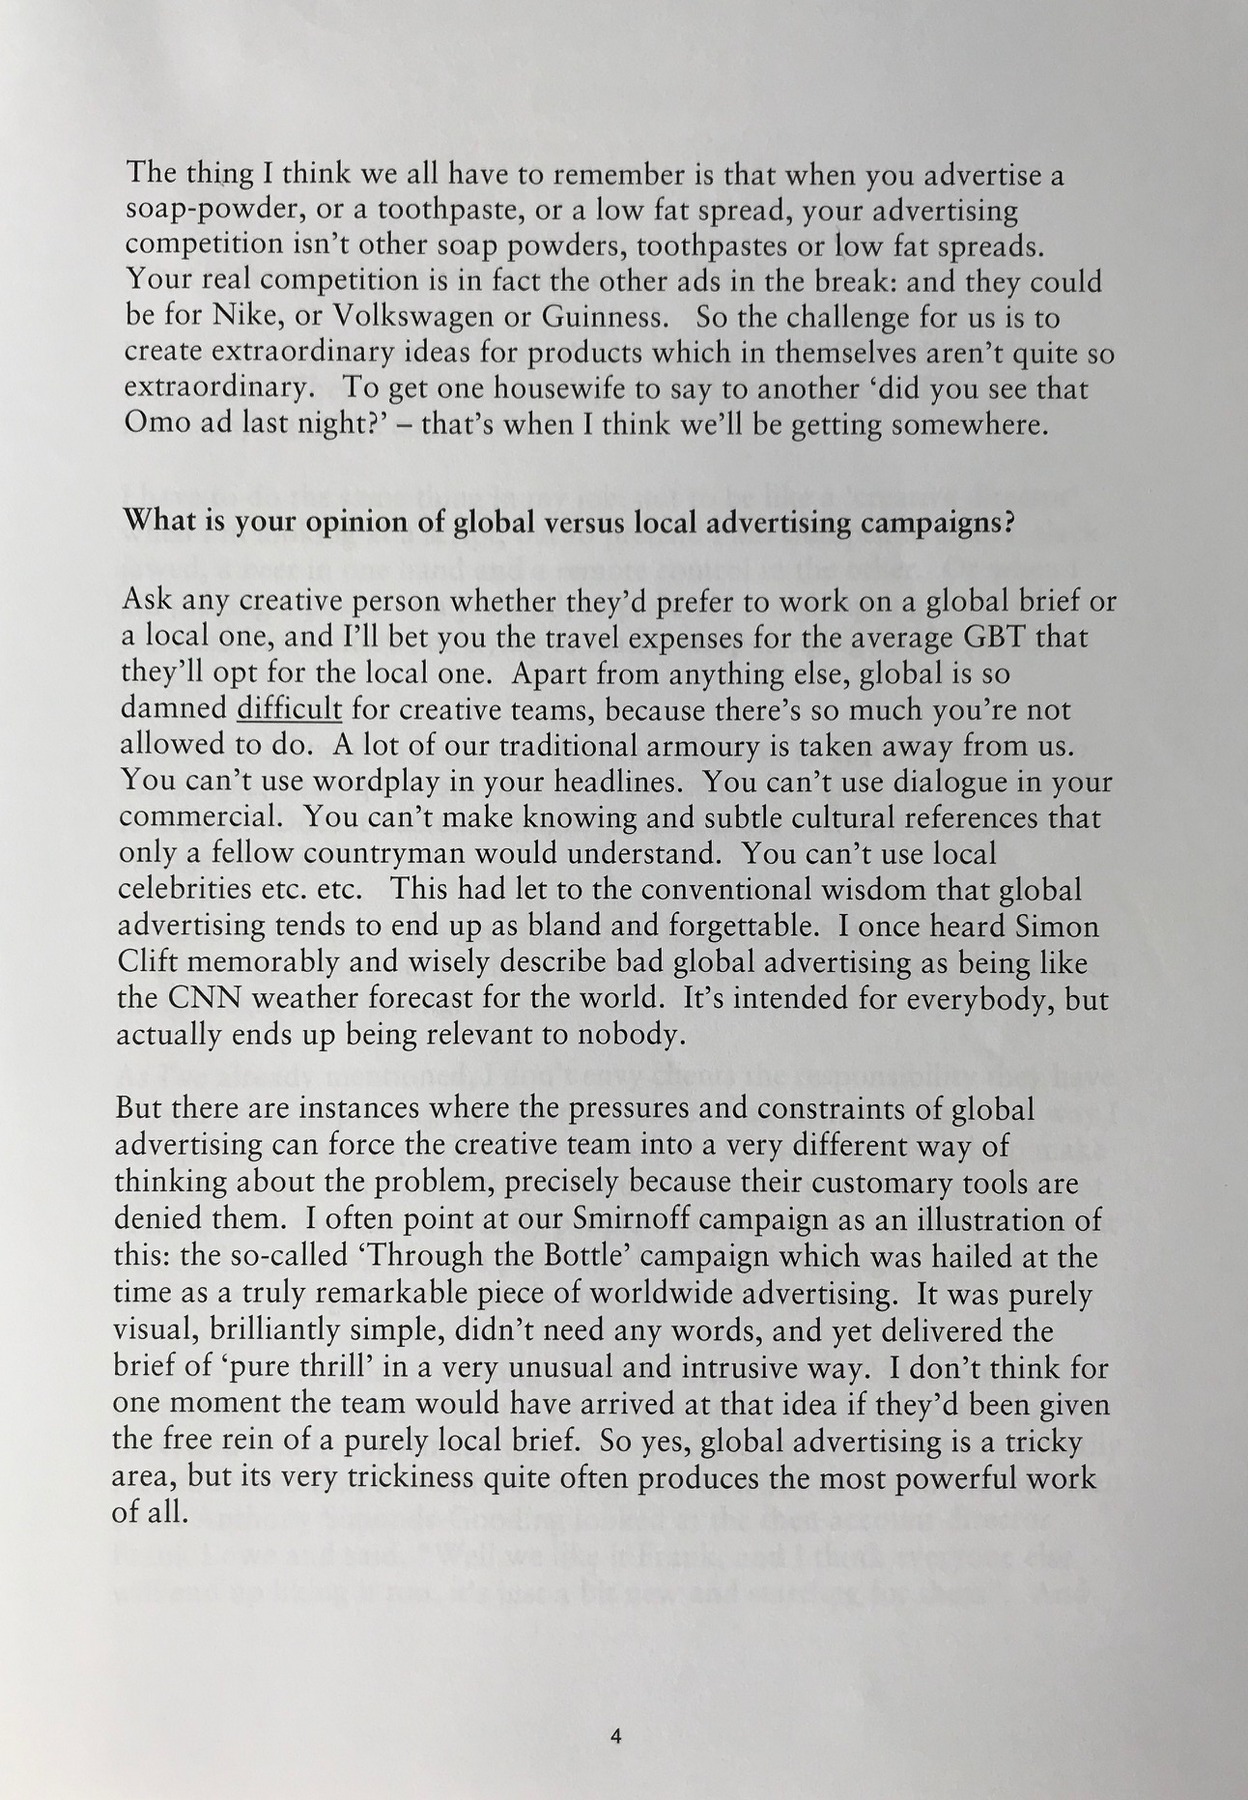 The thing I think we all have to remember is that when you advertise a
soap-powder, or a toothpaste, or a low fat spread, your advertising
competition isn't other soap powders, toothpastes or low fat spreads.
Your real competition is in fact the other ads in the break: and they could
be for Nike, or Volkswagen or Guinness.   So the challenge for us is to
create extraordinary ideas for products which in themselves aren't quite so
extraordinary.   To get one housewife to say to another ‘did you see that
Omo ad last night?’ – that's when I think we'll be getting somewhere.
What is your opinion of global versus local advertising campaigns?
Ask any creative person whether they'd prefer to work on a global brief or
a local one, and I'll bet you the travel expenses for the average GBT that
they'll opt for the local one.  Apart from anything else, global is so
damned difficult for creative teams, because there's so much you're not
allowed to do.  A lot of our traditional armoury is taken away from us.
You can't use wordplay in your headlines.  You can't use dialogue in your
commercial.  You can't make knowing and subtle cultural references that
only a fellow countryman would understand.  You can't use local
celebrities etc. etc.   This had let to the conventional wisdom that global
advertising tends to end up as bland and forgettable.  I once heard Simon
Clift memorably and wisely describe bad global advertising as being like
the CNN weather forecast for the world.  It's intended for everybody, but
actually ends up being relevant to nobody.
But there are instances where the pressures and constraints of global
advertising can force the creative team into a very different way of
thinking about the problem, precisely because their customary tools are
denied them.  I often point at our Smirnoff campaign as an illustration of
this: the so-called ‘Through the Bottle’ campaign which was hailed at the
time as a truly remarkable piece of worldwide advertising.  It was purely
visual, brilliantly simple, didn't need any words, and yet delivered the
brief of ‘pure thrill’ in a very unusual and intrusive way.  I don't think for
one moment the team would have arrived at that idea if they'd been given
the free rein of a purely local brief.  So yes, global advertising is a tricky
area, but its very trickiness quite often produces the most powerful work
of all.
4